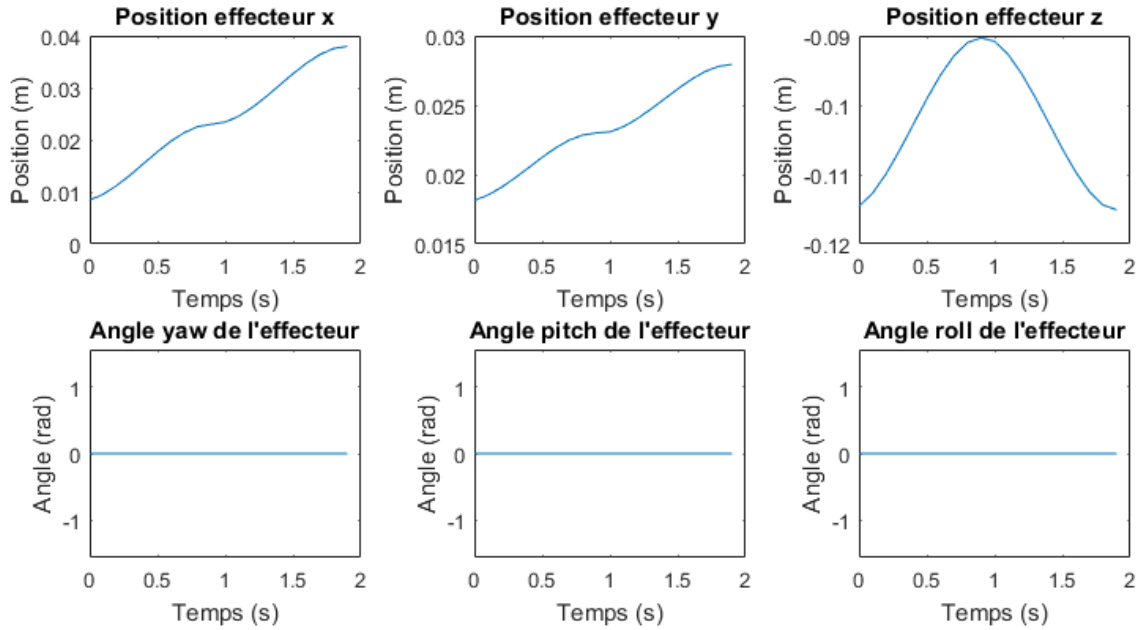 Position effecteur x
Position effecteur y
Position effecteur z
0.04
0.03
0.02
0.01
0
Position (m)
0 0.5 1 1.5 2
Temps (s)
0.03
0.025
0.02
0.015
Position (m)
0 0.5 1 1.5 2
Temps (s)
-0.09
-0.1
-0.11
-0.12
Position (m)
0 0.5 1 1.5 2
Temps (s)
Angle yaw de l'effecteur
Angle pitch de l'effecteur
Angle roll de l'effecteur
1
0
-1
Angle (rad)
0 0.5 1 1.5 2
Temps (s)
1
0
-1
Angle (rad)
0 0.5 1 1.5 2
Temps (s)
1
0
-1
Angle (rad)
0 0.5 1 1.5 2
Temps (s)